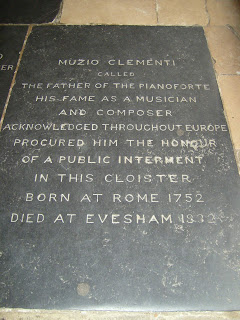 MUZIO CLEMENTI
CALLED
THE FATHER OF THE PIANOFORTE
HIS FAME AS A MUSICIAN
AND COMPOSER
ACKNOWLEDGED THROUGHOUT EUROPE
PROCURED HIM THE HONOUR
OF A PUBLIC INTERMENT
IN THIS CLOISTER
BORN AT ROME 1752
DIED AT EVESHAM 1832